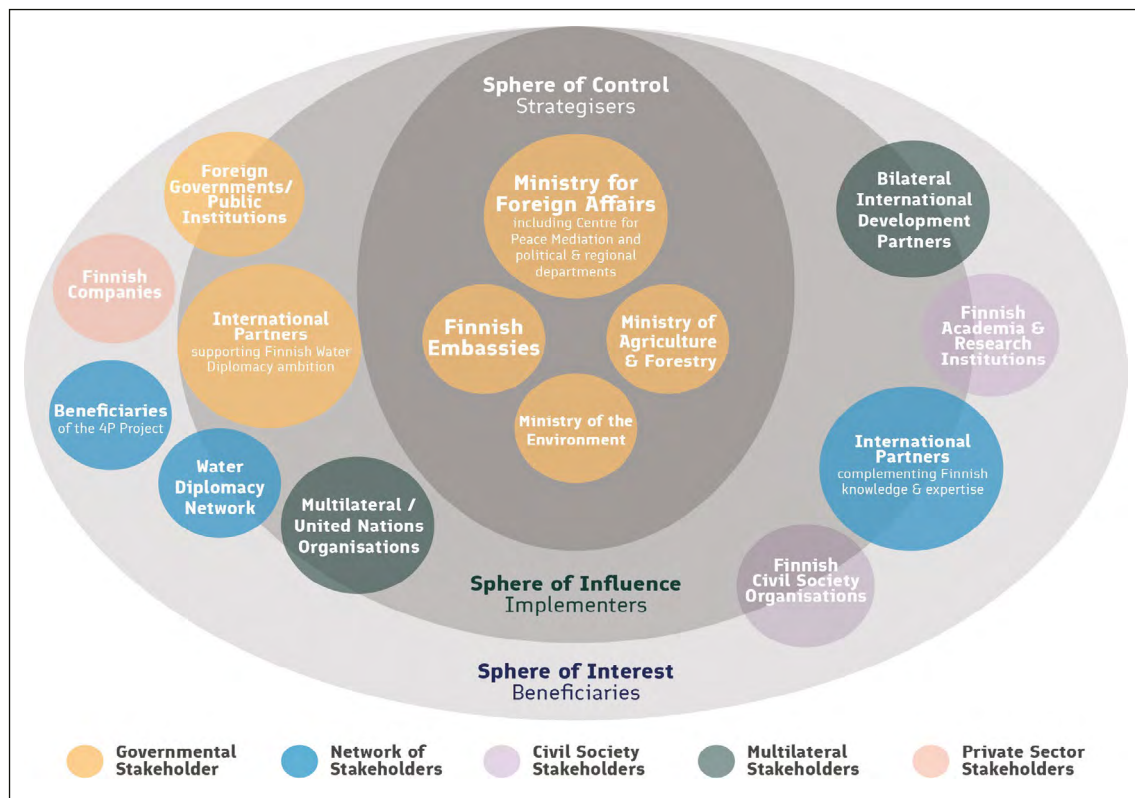 Sphere of Control
Strategisers
Ministry for
Foreign Affairs
including Centre for
Peace Mediation and
political & regional
departments
Finnish
Embassies
Ministry of
Agriculture
& Forestry
Ministry of the
Environment
Foreign
Governments/
Public
Institutions
Finnish
Companies
International
Partners
supporting Finnish Water
Diplomacy ambition
Beneficiaries
of the 4P Project
Water
Diplomacy
Network
Multilateral /
United Nations
Organisations
Bilateral
International
Development
Partners
Finnish
Academia &
Research
Institutions
International
Partners
complementing Finnish
knowledge & expertise
Finnish
Civil Society
Organisations
Sphere of Influence
Implementers
Sphere of Interest
Beneficiaries
Governmental
Stakeholder
Network of
Stakeholders
Civil Society
Stakeholders
Multilateral
Stakeholders
Private Sector
Stakeholders